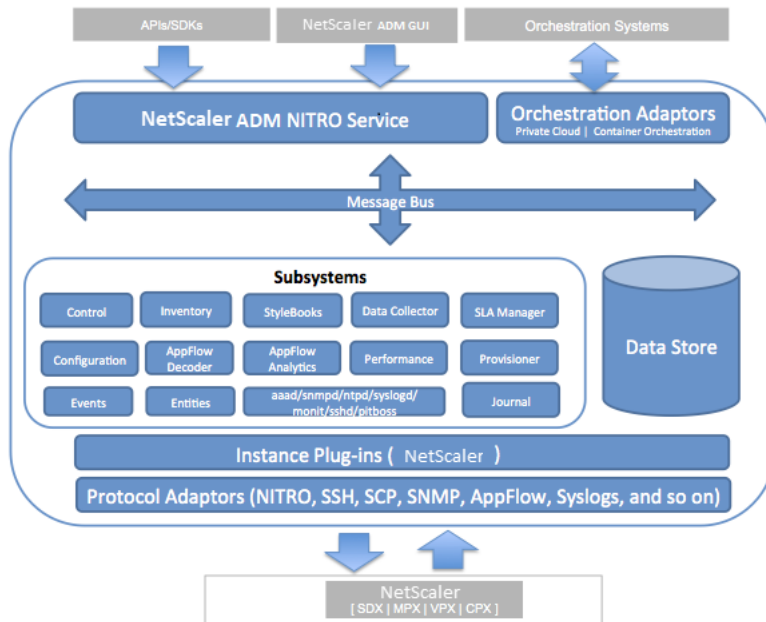 APIs/SDKs
NetScaler ADM GUI
Orchestration Systems
NetScaler ADM NITRO Service
Orchestration Adaptors
Private Cloud | Container Orchestration
Message Bus
Subsystems
Control
Inventory
StyleBooks
Data Collector
SLA Manager
Configuration
AppFlow
Decoder
AppFlow
Analytics
Performance
Provisioner
Events
Entities
aaad/snmpd/ntpd/syslogd/
monit/sshd/pitboss
Journal
Data Store
Instance Plug-ins ( NetScaler )
Protocol Adaptors (NITRO, SSH, SCP, SNMP, AppFlow, Syslogs, and so on)
NetScaler
[ SDX | MPX | VPX | CPX ]